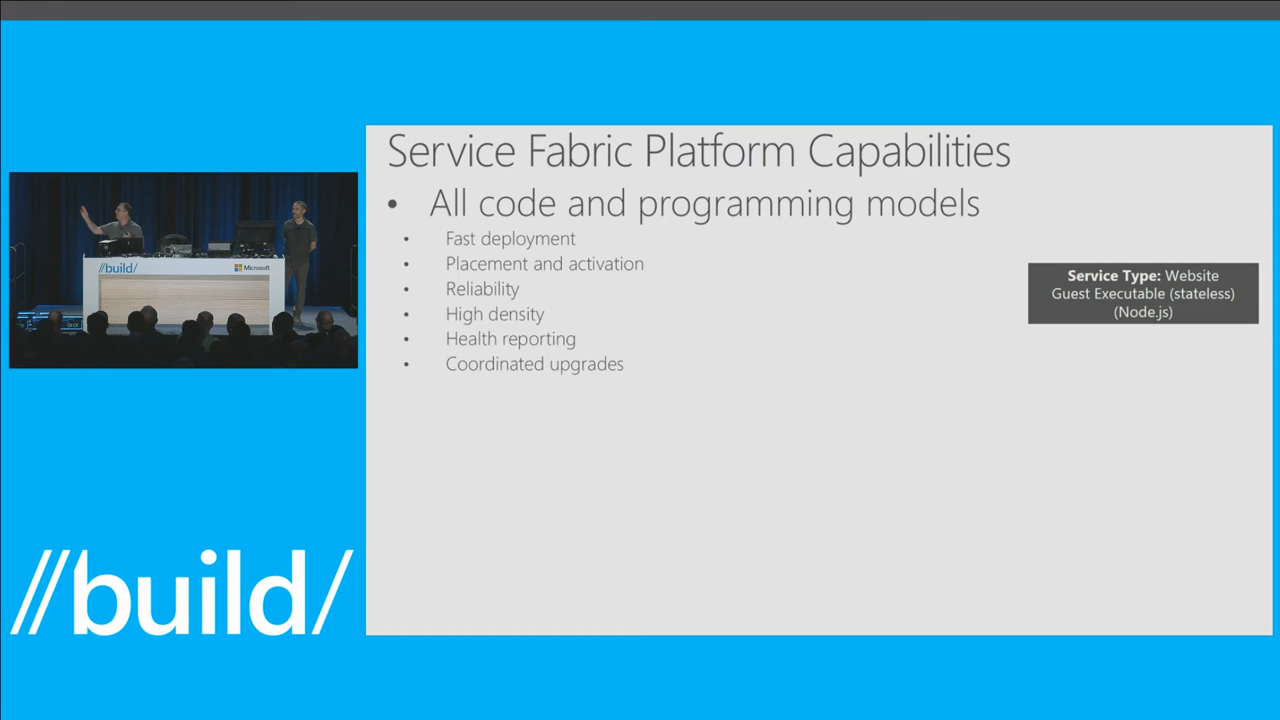 Service Fabric Platform Capabilities
• All code and programming models
• Fast deployment
• Placement and activation
• Reliability
• High density
• Health reporting
• Coordinated upgrades
Service Type: Website
Guest Executable (stateless)
(Node.js)
//build/
Microsoft
//build/